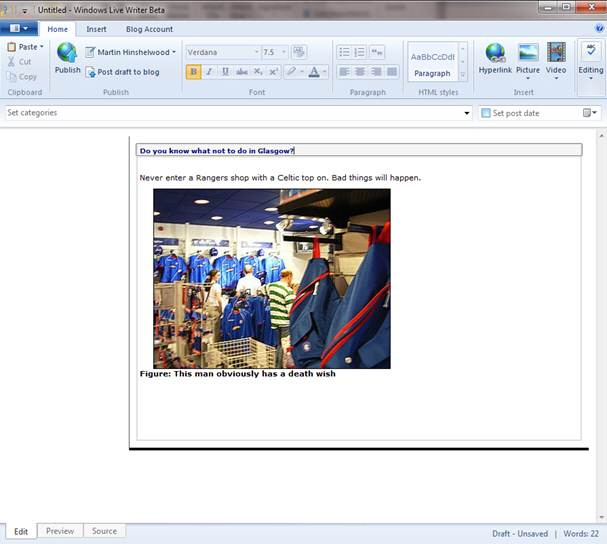 Untitled - Windows Live Writer Beta
Home Insert Blog Account
Paste
Cut
Copy
Clipboard
Publish
Martin Hinshelwood
Post draft to blog
Publish
Verdana 7.5
B I U abc X₂ X²
Font
Paragraph
AaBbCcDd
Paragraph
HTML styles
Hyperlink Picture Video
Insert
ABC
Editing
Set categories
Set post date
Do you know what not to do in Glasgow?
Never enter a Rangers shop with a Celtic top on. Bad things will happen.
Figure: This man obviously has a death wish
Edit Preview Source
Draft - Unsaved | Words: 22